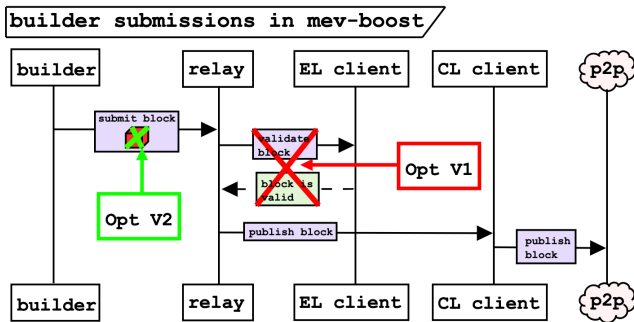 builder submissions in mev-boost
builder
relay
EL client
CL client
p2p
submit block
validate
block
block is
valid
Opt V1
Opt V2
publish block
publish
block
builder
relay
EL client
CL client
p2p